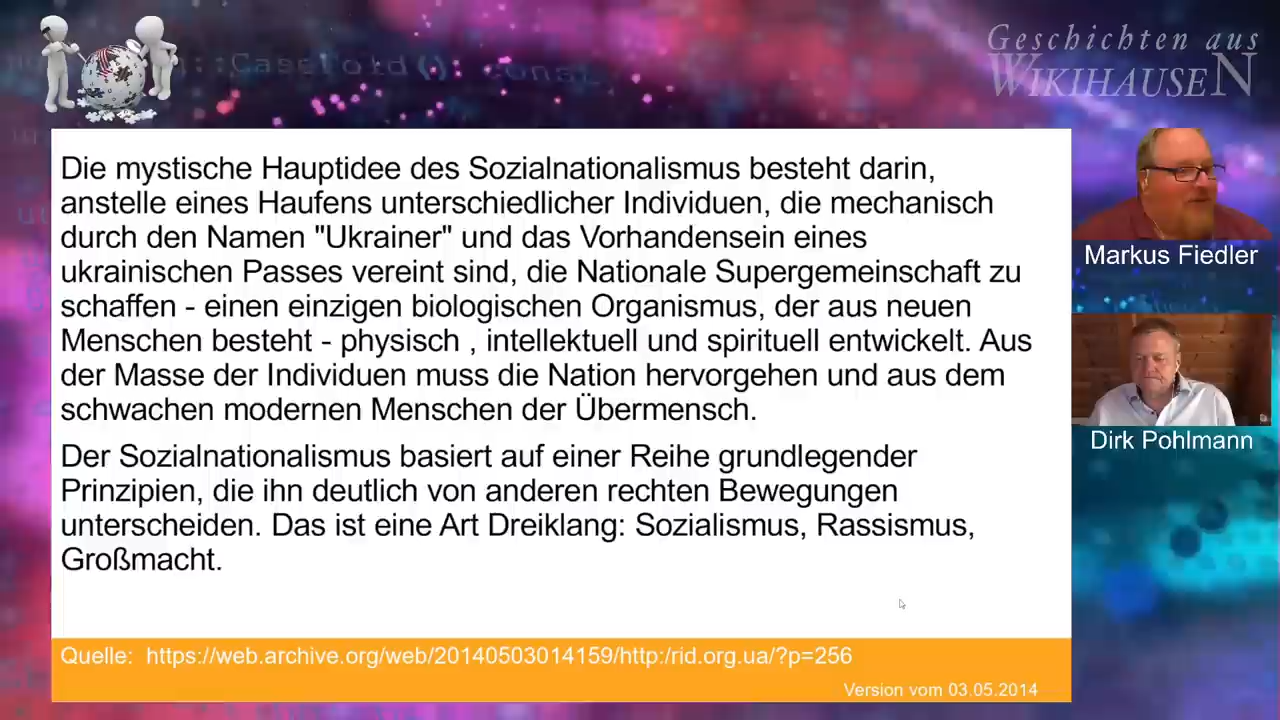 Geschichten aus
WIKIHAUSEN
Die mystische Hauptidee des Sozialnationalismus besteht darin,
anstelle eines Haufens unterschiedlicher Individuen, die mechanisch
durch den Namen "Ukrainer" und das Vorhandensein eines
ukrainischen Passes vereint sind, die Nationale Supergemeinschaft zu
schaffen - einen einzigen biologischen Organismus, der aus neuen
Menschen besteht - physisch , intellektuell und spirituell entwickelt. Aus
der Masse der Individuen muss die Nation hervorgehen und aus dem
schwachen modernen Menschen der Übermensch.
Der Sozialnationalismus basiert auf einer Reihe grundlegender
Prinzipien, die ihn deutlich von anderen rechten Bewegungen
unterscheiden. Das ist eine Art Dreiklang: Sozialismus, Rassismus,
Großmacht.
Quelle: https://web.archive.org/web/20140503014159/http:/rid.org.ua/?p=256
Version vom 03.05.2014
Markus Fiedler
Dirk Pohlmann